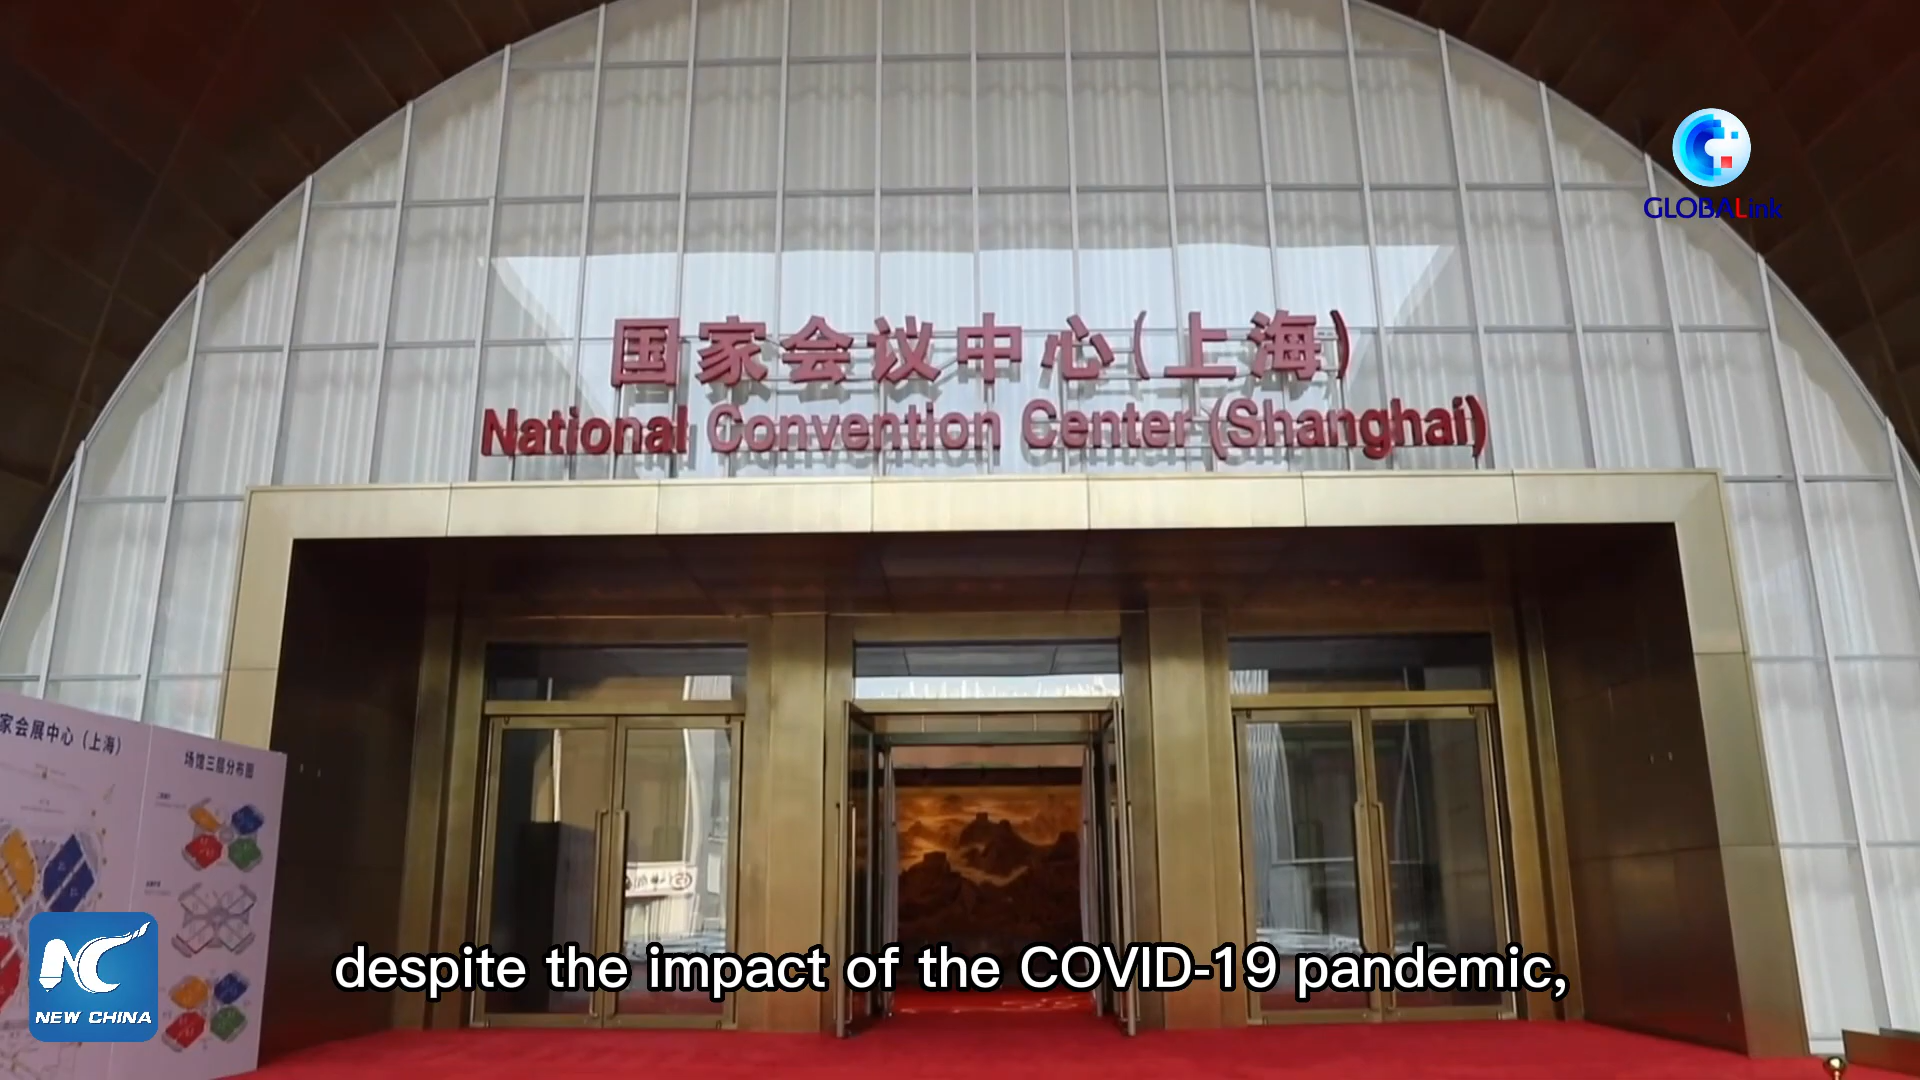 GLOBALink
国家会议中心(上海)
National Convention Center (Shanghai)
家会展中心(上海)
场馆三层分布图
despite the impact of the COVID-19 pandemic,
NEW CHINA